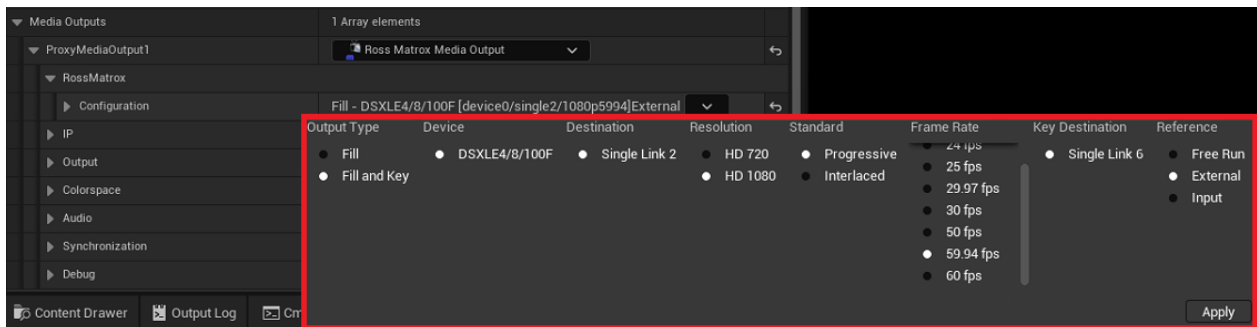 Media Outputs 1 Array elements
ProxyMediaOutput1 Ross Matrox Media Output
RossMatrox
Configuration Fill - DSXLE4/8/100F [device0/single2/1080p5994]External
IP
Output
Colorspace
Audio
Synchronization
Debug
Output Type Device Destination Resolution Standard Frame Rate Key Destination Reference
Fill DSXLE4/8/100F Single Link 2 HD 720 Progressive 24 fps Single Link 6 Free Run
Fill and Key HD 1080 Interlaced 25 fps External
29.97 fps Input
30 fps
50 fps
59.94 fps
60 fps
Apply
Content Drawer Output Log Cm